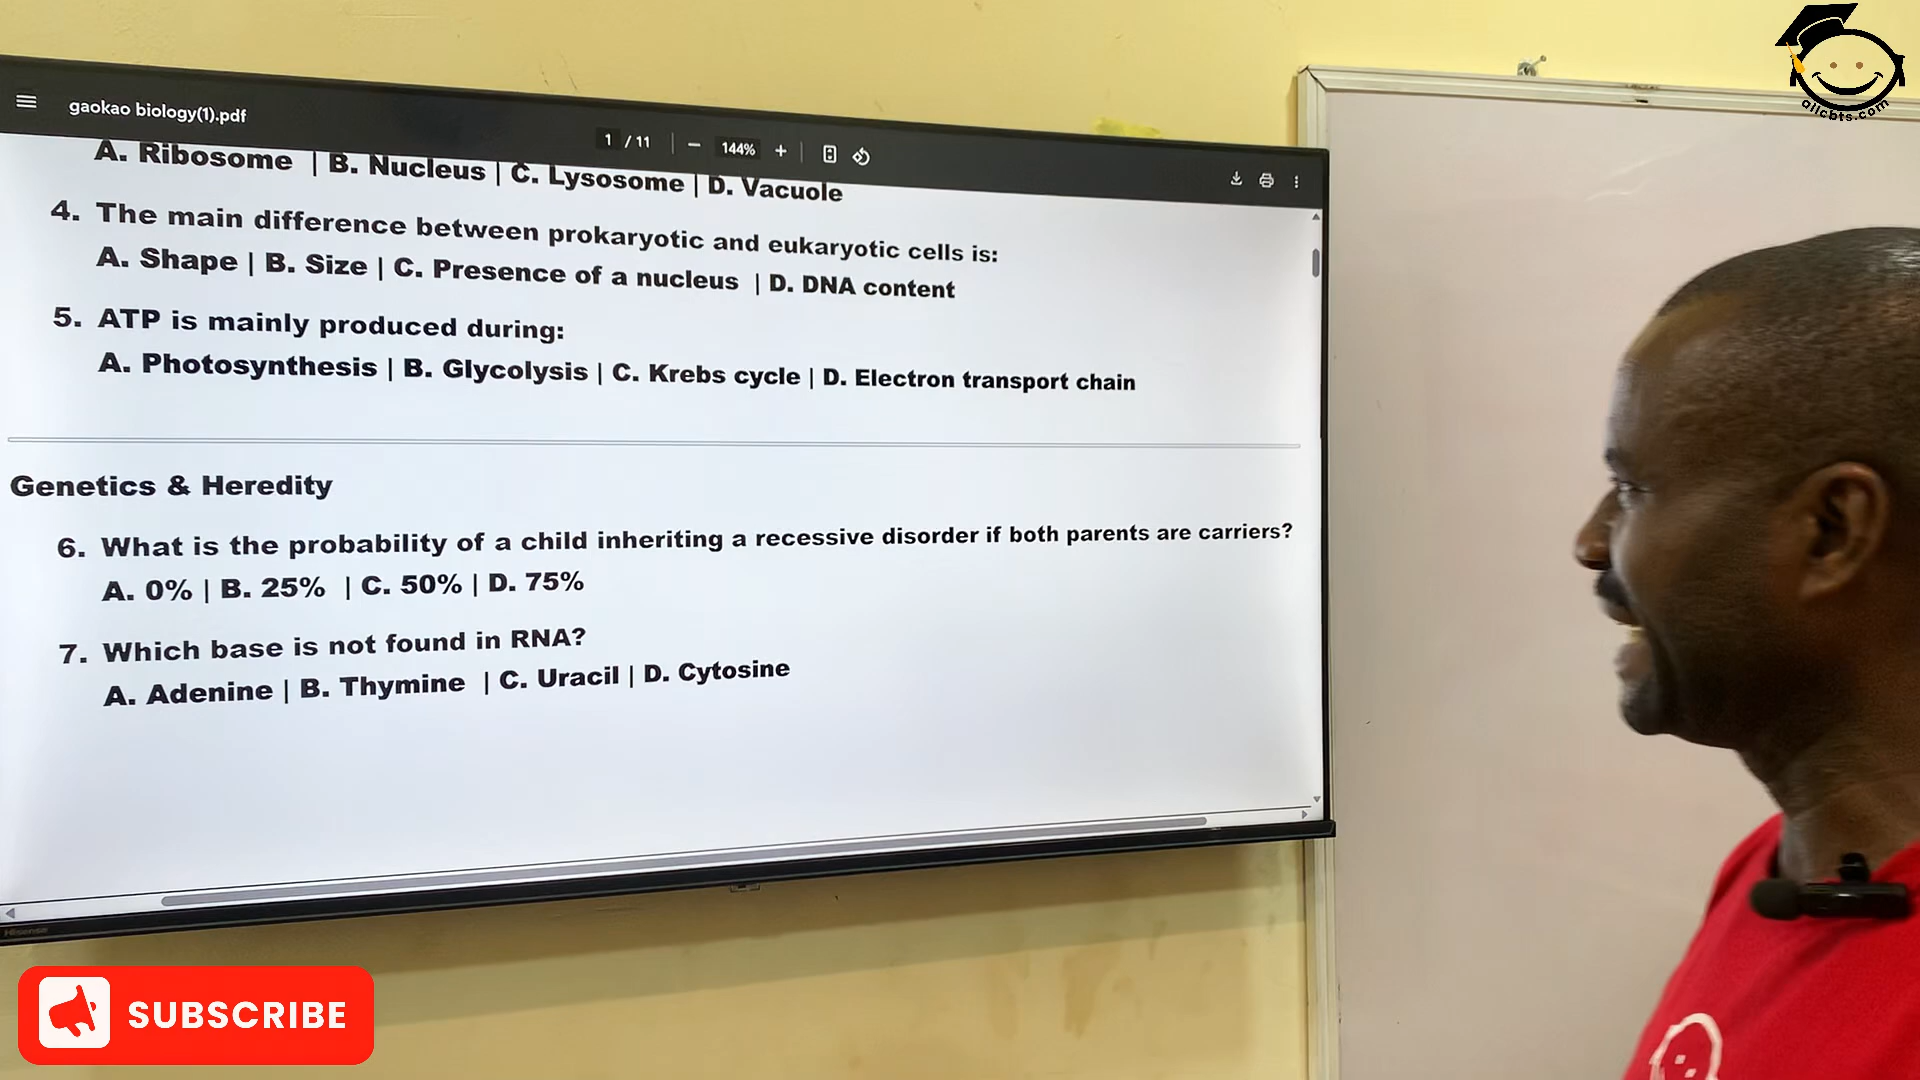 allcbts.com
gaokao biology(1).pdf
1 / 11
144%
A. Ribosome | B. Nucleus | C. Lysosome | D. Vacuole
4. The main difference between prokaryotic and eukaryotic cells is:
A. Shape | B. Size | C. Presence of a nucleus | D. DNA content
5. ATP is mainly produced during:
A. Photosynthesis | B. Glycolysis | C. Krebs cycle | D. Electron transport chain
Genetics & Heredity
6. What is the probability of a child inheriting a recessive disorder if both parents are carriers?
A. 0% | B. 25% | C. 50% | D. 75%
7. Which base is not found in RNA?
A. Adenine | B. Thymine | C. Uracil | D. Cytosine
Hisense
SUBSCRIBE